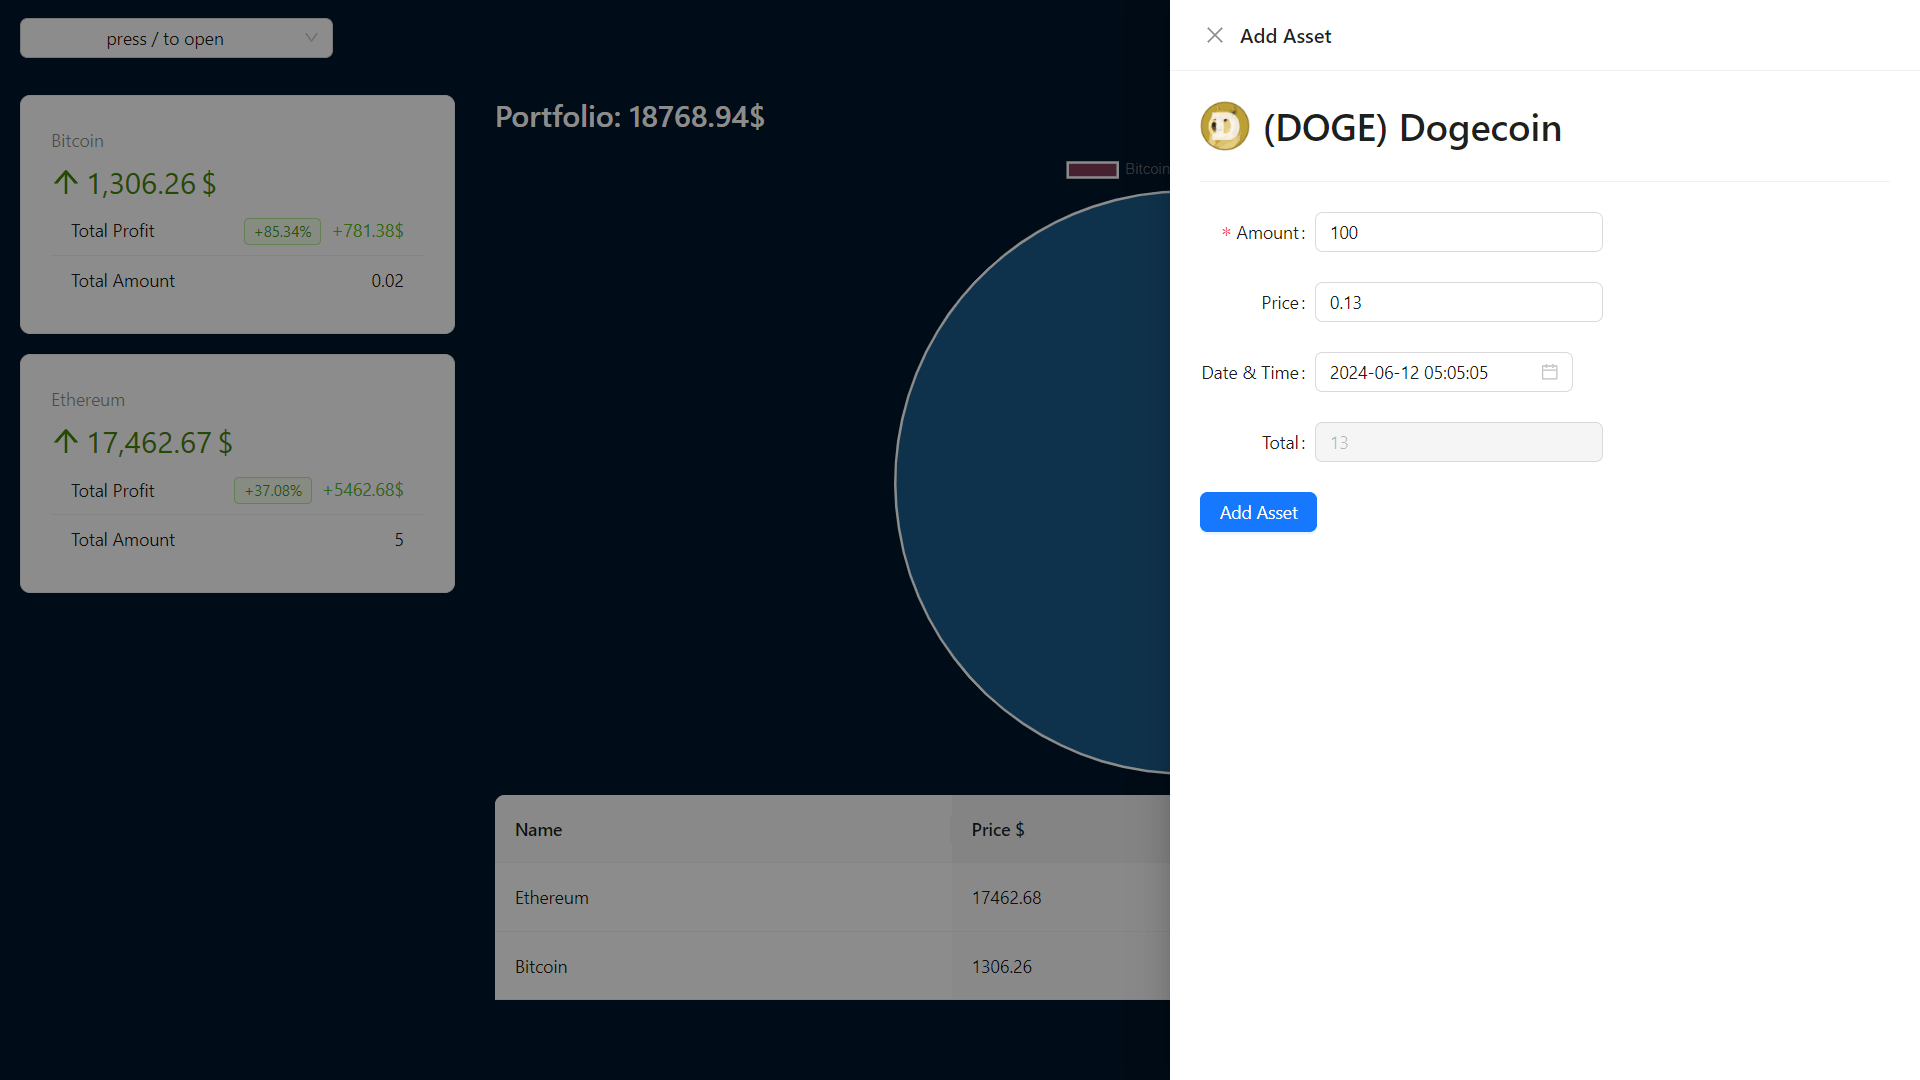 press / to open
Bitcoin
1,306.26 $
Total Profit +85.34% +781.38$
Total Amount 0.02
Ethereum
17,462.67 $
Total Profit +37.08% +5462.68$
Total Amount 5
Portfolio: 18768.94$
Bitcoin
Name Price $
Ethereum 17462.68
Bitcoin 1306.26
Add Asset
(DOGE) Dogecoin
* Amount: 100
Price: 0.13
Date & Time: 2024-06-12 05:05:05
Total: 13
Add Asset